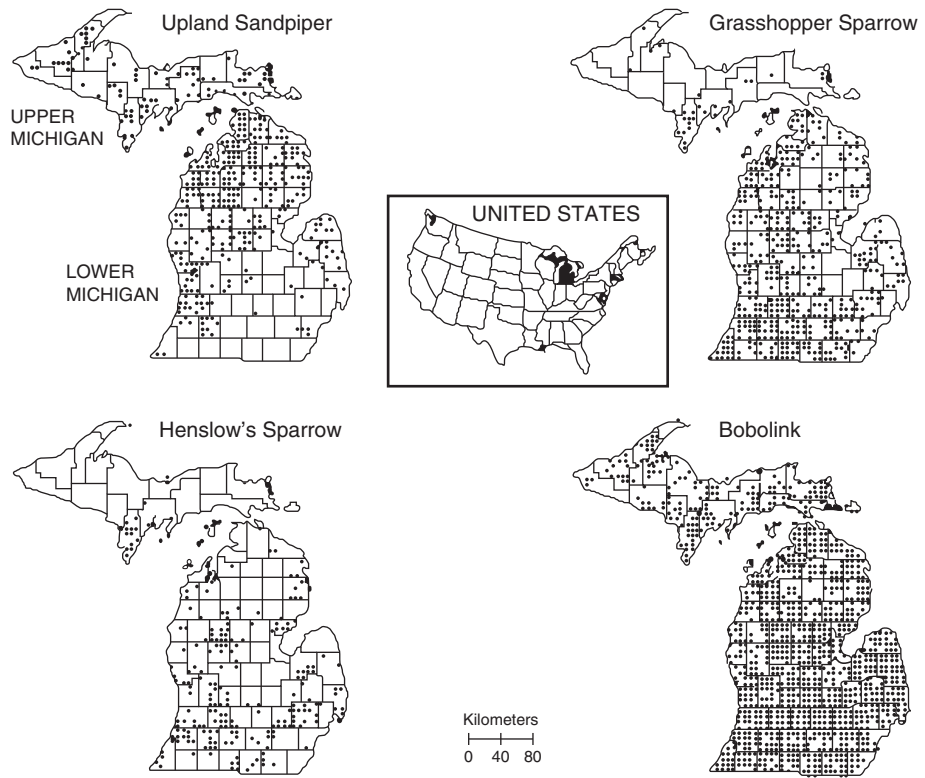 Upland Sandpiper
Grasshopper Sparrow
UPPER
MICHIGAN
UNITED STATES
LOWER
MICHIGAN
Henslow's Sparrow
Bobolink
Kilometers
0 40 80